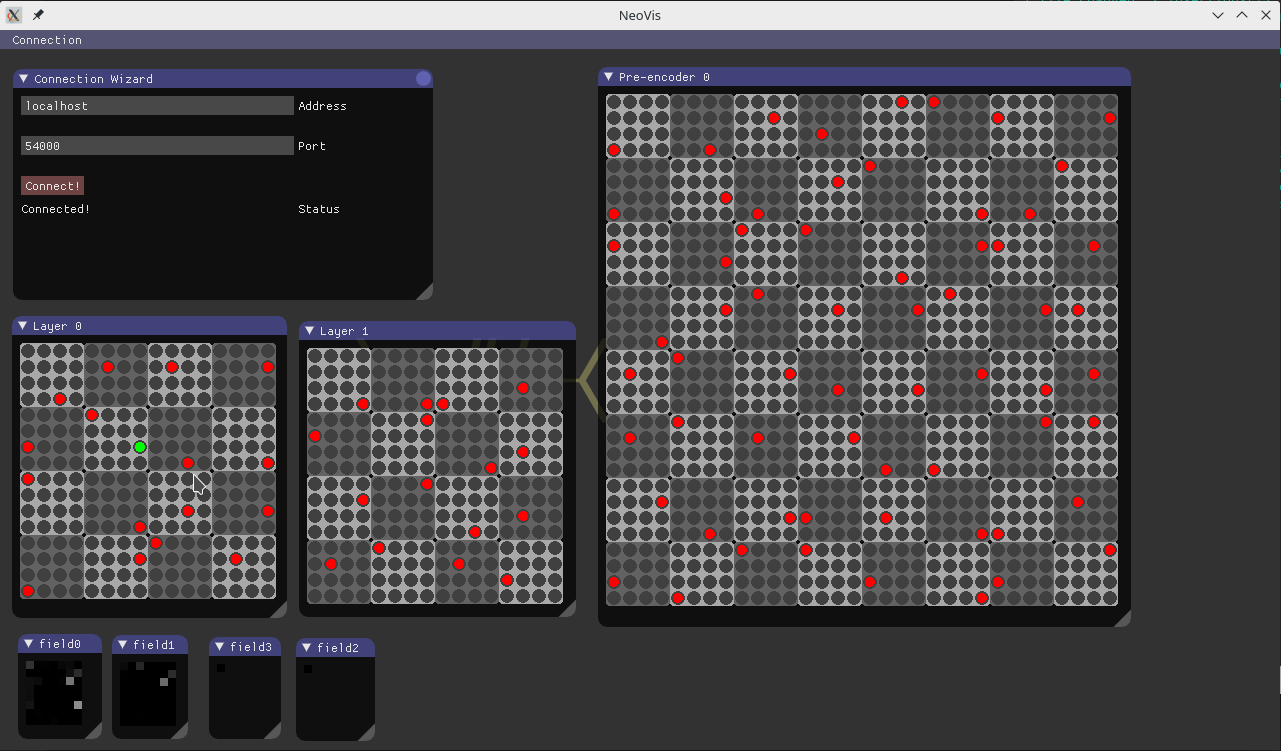 NeoVis
Connection
Connection Wizard
localhost Address
54000 Port
Connect!
Connected! Status
Pre-encoder 0
Layer 0
Layer 1
field0
field1
field3
field2